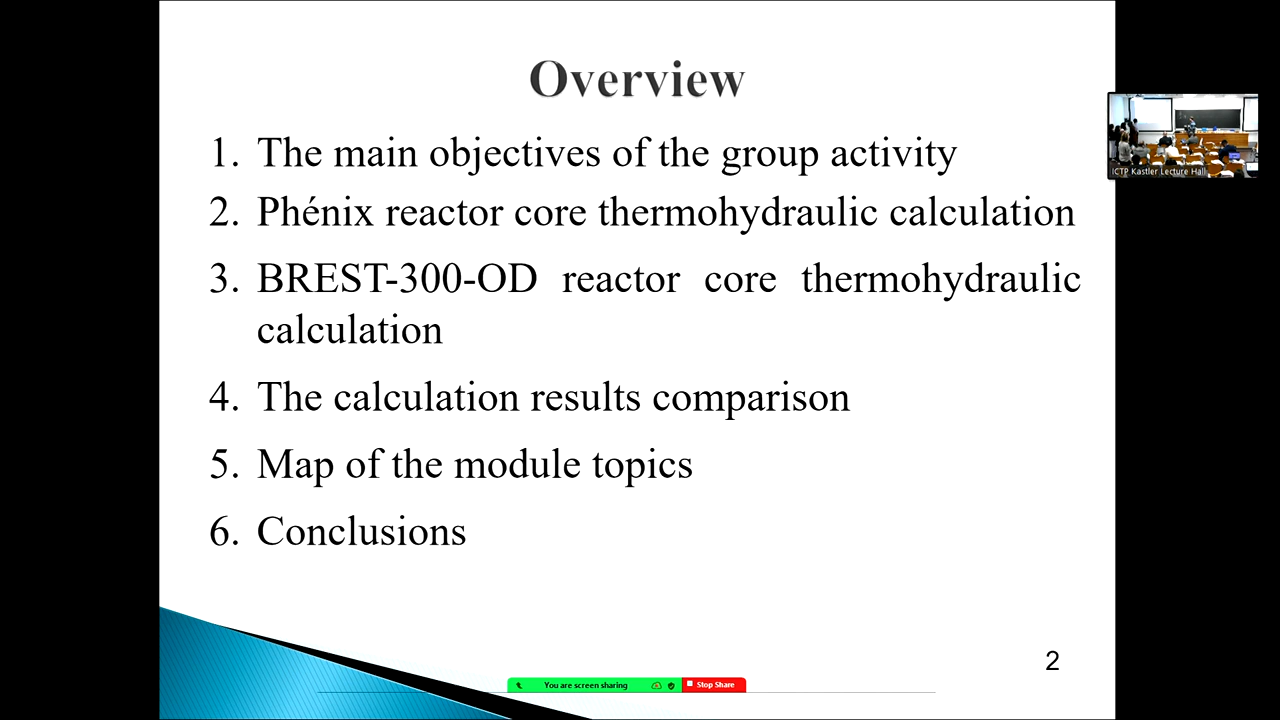 Overview
1. The main objectives of the group activity
2. Phénix reactor core thermohydraulic calculation
3. BREST-300-OD reactor core thermohydraulic
calculation
4. The calculation results comparison
5. Map of the module topics
6. Conclusions
2
You are screen sharing
Stop Share
ICTP Kastler Lecture Hall